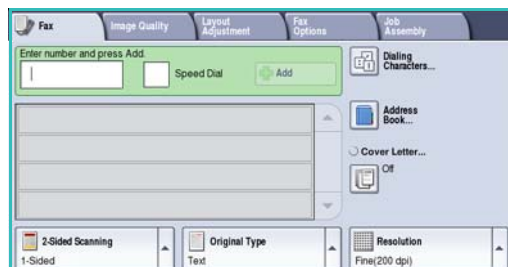 Fax
Image Quality
Layout
Adjustment
Fax
Options
Job
Assembly
Enter number and press Add.
Speed Dial
Add
Dialing
Characters...
Address
Book...
Cover Letter...
Off
2-Sided Scanning
1-Sided
Original Type
Text
Resolution
Fine(200 dpi)